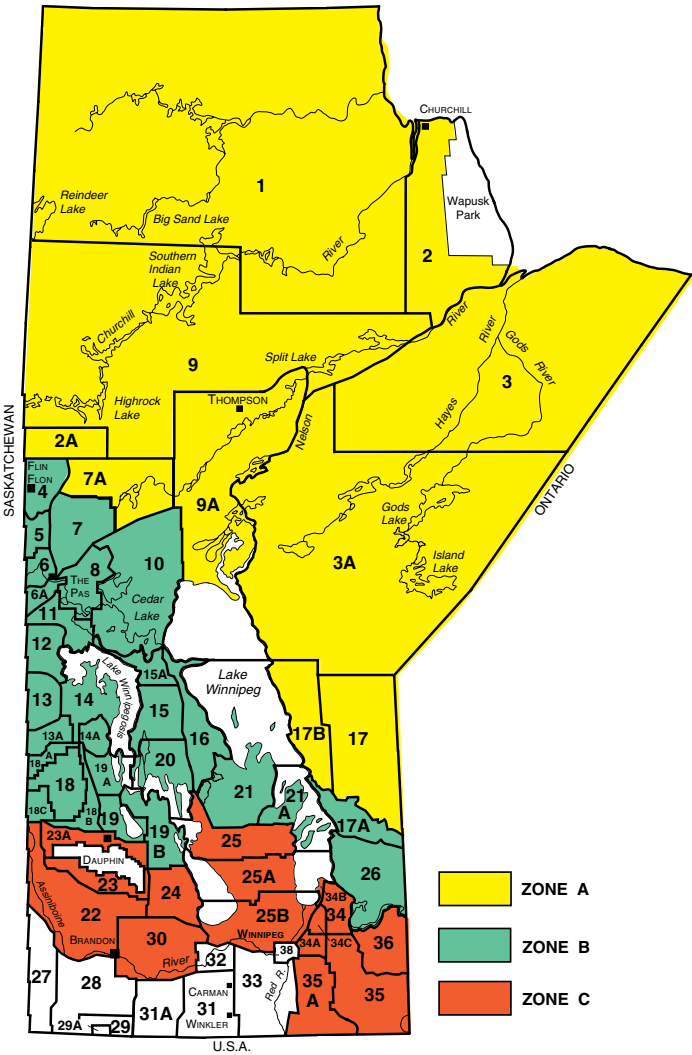 CHURCHILL
1
Reindeer
Lake
Big Sand Lake
Wapusk
Park
2
River
Southern
Indian
Lake
Churchill
River
River
Gods
River
9
Split Lake
3
Highrock
Lake
THOMPSON
Hayes
Nelson
SASKATCHEWAN
2A
FLIN
FLON
4
7A
9A
ONTARIO
5
7
10
Gods
Lake
Island
Lake
3A
6
8
THE
PAS
6A
Cedar
Lake
11
12
Lake Winnipegosis
15A
Lake
Winnipeg
13
14
15
17B
17
16
13A
14A
18
A
19
A
20
18
21
21
A
18C
18
B
19
19
B
17A
23A
25
DAUPHIN
26
23
25A
Assiniboine
24
34B
ZONE A
22
25B
34
30
WINNIPEG
36
ZONE B
BRANDON
34A
34C
River
32
38
27
28
33
Red R.
35
A
35
ZONE C
CARMAN
31A
31
WINKLER
29A
29
U.S.A.